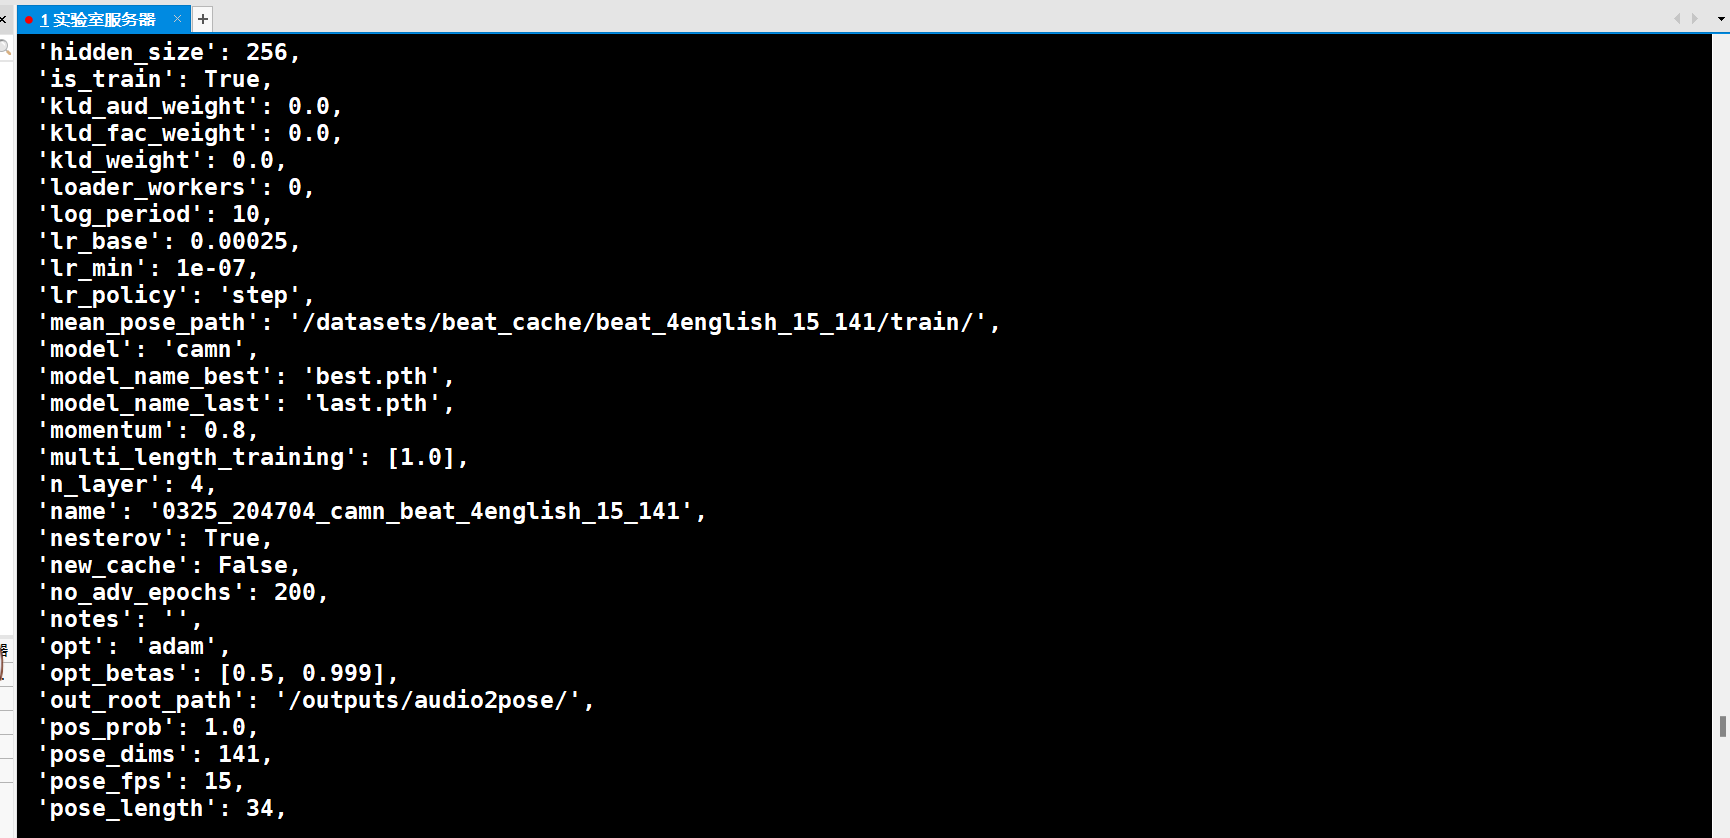 1 实验室服务器
'hidden_size': 256,
'is_train': True,
'kld_aud_weight': 0.0,
'kld_fac_weight': 0.0,
'kld_weight': 0.0,
'loader_workers': 0,
'log_period': 10,
'lr_base': 0.00025,
'lr_min': 1e-07,
'lr_policy': 'step',
'mean_pose_path': '/datasets/beat_cache/beat_4english_15_141/train/',
'model': 'camn',
'model_name_best': 'best.pth',
'model_name_last': 'last.pth',
'momentum': 0.8,
'multi_length_training': [1.0],
'n_layer': 4,
'name': '0325_204704_camn_beat_4english_15_141',
'nesterov': True,
'new_cache': False,
'no_adv_epochs': 200,
'notes': '',
'opt': 'adam',
'opt_betas': [0.5, 0.999],
'out_root_path': '/outputs/audio2pose/',
'pos_prob': 1.0,
'pose_dims': 141,
'pose_fps': 15,
'pose_length': 34,
器